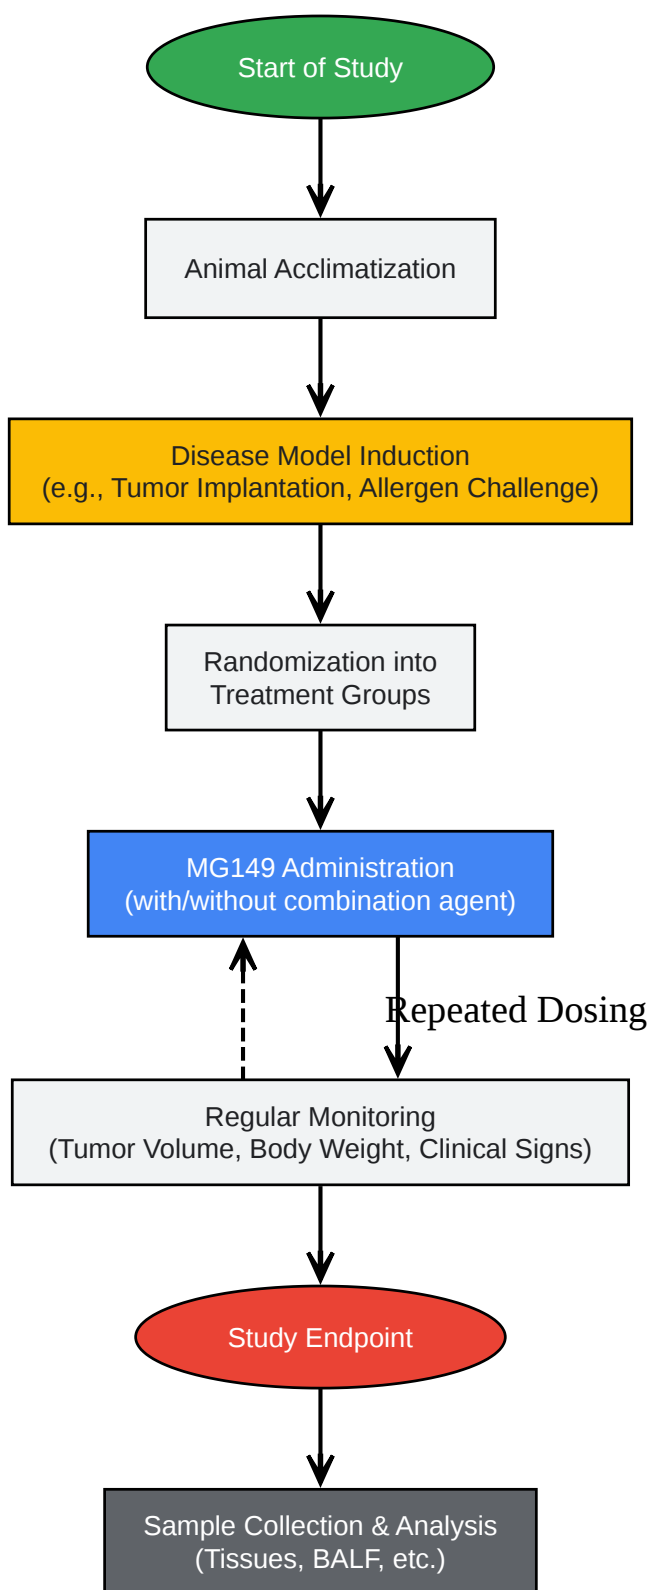 Start of Study
Animal Acclimatization
Disease Model Induction
(e.g., Tumor Implantation, Allergen Challenge)
Randomization into
Treatment Groups
MG149 Administration
(with/without combination agent)
Repeated Dosing
Regular Monitoring
(Tumor Volume, Body Weight, Clinical Signs)
Study Endpoint
Sample Collection & Analysis
(Tissues, BALF, etc.)